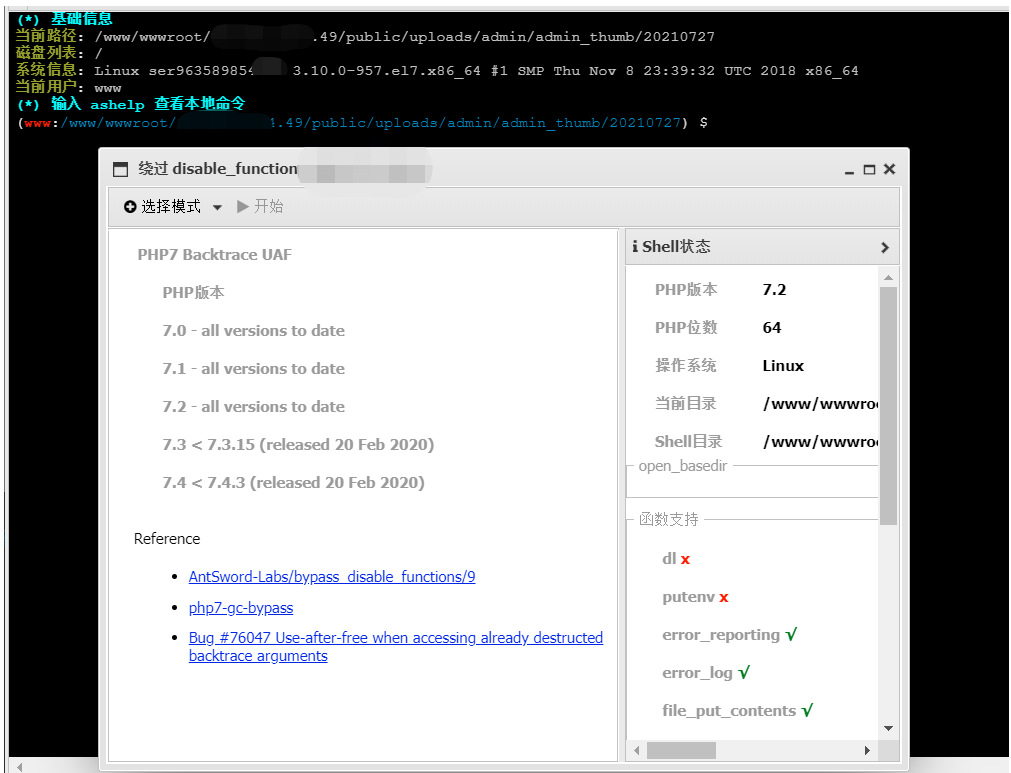 (*) 基础信息
当前路径: /www/wwwroot/ .49/public/uploads/admin/admin_thumb/20210727
磁盘列表: /
系统信息: Linux ser963589854 3.10.0-957.el7.x86_64 #1 SMP Thu Nov 8 23:39:32 UTC 2018 x86_64
当前用户: www
(*) 输入 ashelp 查看本地命令
(www:/www/wwwroot/ .49/public/uploads/admin/admin_thumb/20210727) $
绕过 disable_function
选择模式 开始
PHP7 Backtrace UAF
PHP版本
7.0 - all versions to date
7.1 - all versions to date
7.2 - all versions to date
7.3 < 7.3.15 (released 20 Feb 2020)
7.4 < 7.4.3 (released 20 Feb 2020)
Reference
• AntSword-Labs/bypass_disable_functions/9
• php7-gc-bypass
• Bug #76047 Use-after-free when accessing already destructed
backtrace arguments
Shell状态
PHP版本 7.2
PHP位数 64
操作系统 Linux
当前目录 /www/wwwro
Shell目录 /www/wwwro
open_basedir
函数支持
dl x
putenv x
error_reporting √
error_log √
file_put_contents √